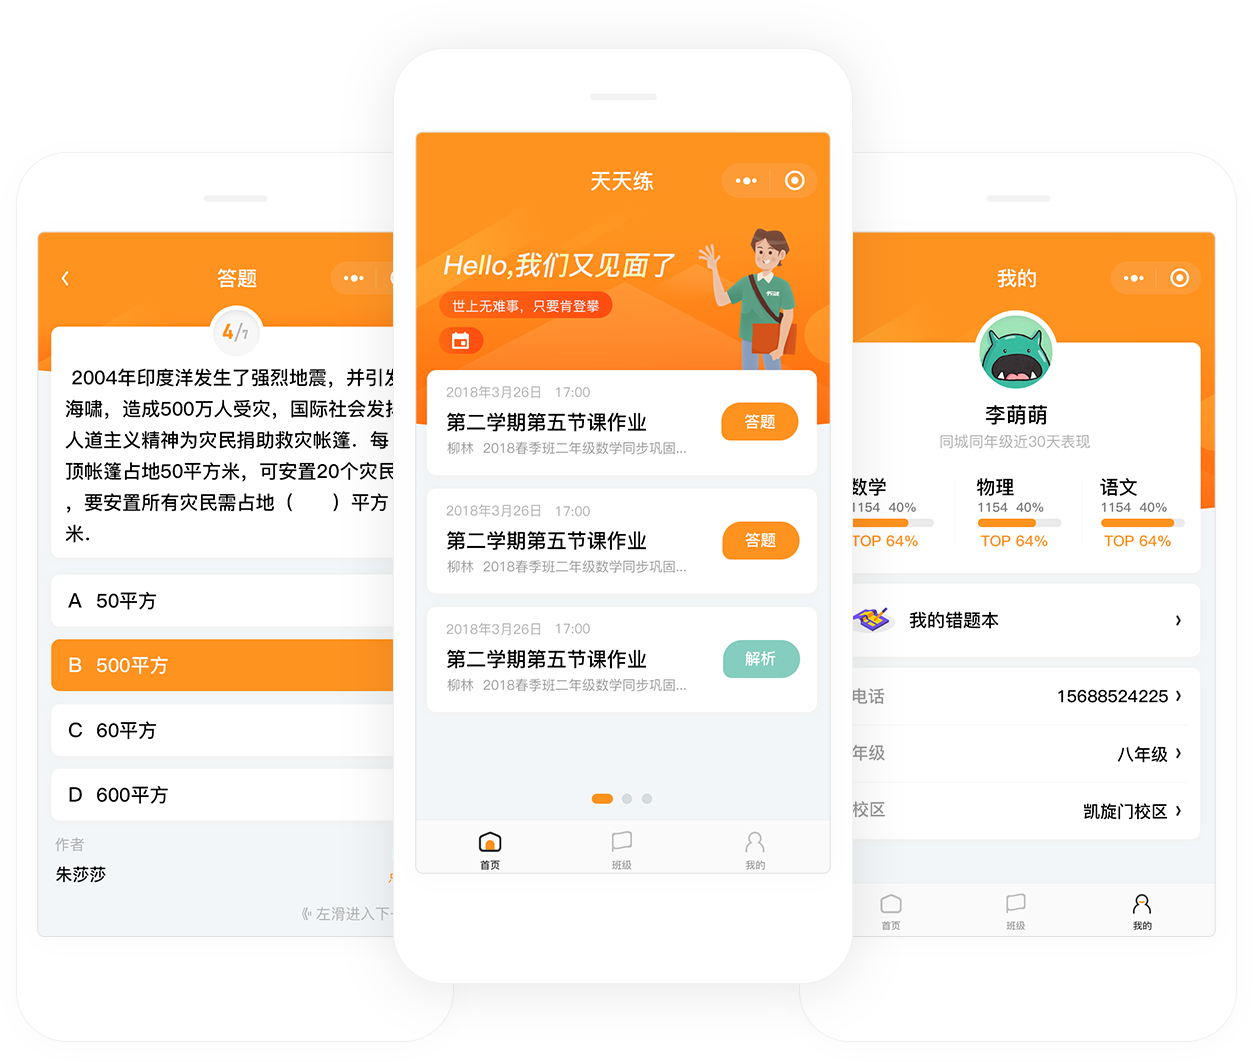 答题
4/7
2004年印度洋发生了强烈地震，并引发
海啸，造成500万人受灾，国际社会发扬
人道主义精神为灾民捐助救灾帐篷．每
顶帐篷占地50平方米，可安置20个灾民
，要安置所有灾民需占地（　　）平方
米．
A 50平方
B 500平方
C 60平方
D 600平方
作者
朱莎莎
左滑进入下一
天天练
Hello,我们又见面了
世上无难事，只要肯登攀
2018年3月26日 17:00
第二学期第五节课作业
答题
柳林 2018春季班二年级数学同步巩固...
2018年3月26日 17:00
第二学期第五节课作业
答题
柳林 2018春季班二年级数学同步巩固...
2018年3月26日 17:00
第二学期第五节课作业
解析
柳林 2018春季班二年级数学同步巩固...
首页 班级 我的
我的
李萌萌
同城同年级近30天表现
数学 物理 语文
1154 40% 1154 40% 1154 40%
TOP 64% TOP 64% TOP 64%
我的错题本
电话 15688524225
年级 八年级
校区 凯旋门校区
首页 班级 我的